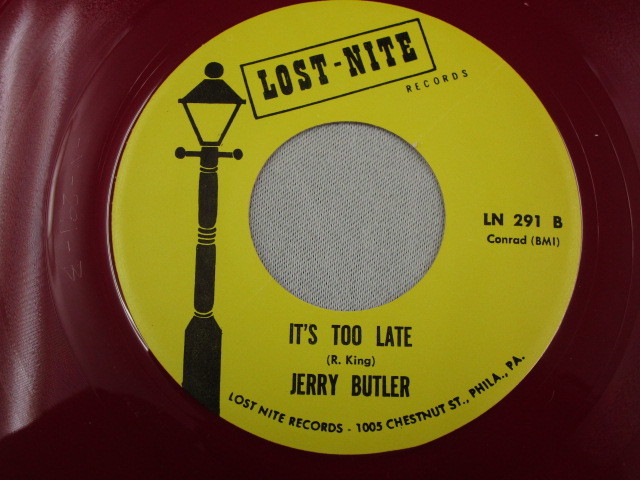 LOST-NITE
RECORDS
LN 291 B
Conrad (BMI)
IT'S TOO LATE
(R. King)
JERRY BUTLER
LOST NITE RECORDS - 1005 CHESTNUT ST., PHILA., PA.